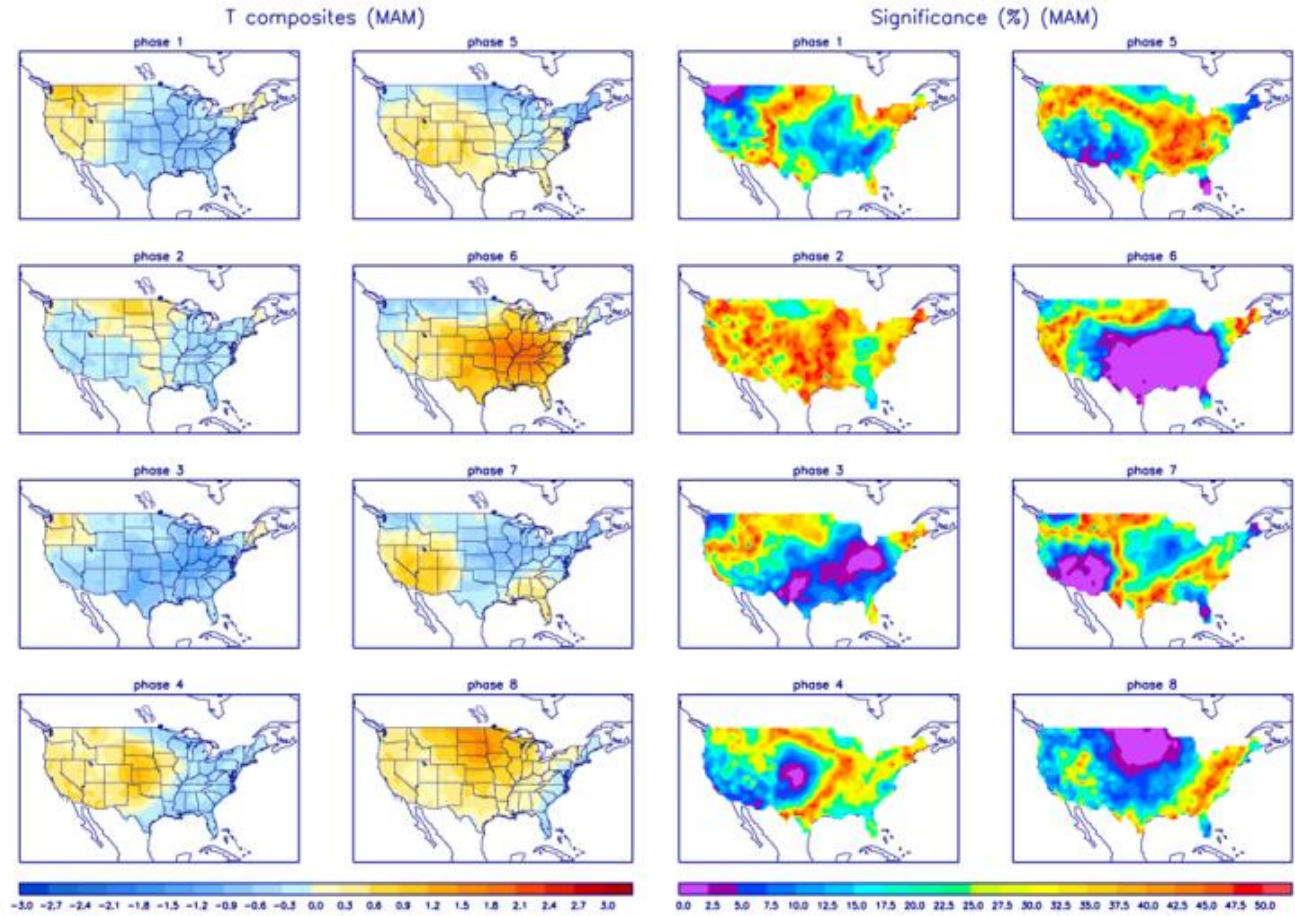 T composites (MAM)
Significance (%) (MAM)
phase 1
phase 5
phase 1
phase 5
phase 2
phase 6
phase 2
phase 6
phase 3
phase 7
phase 3
phase 7
phase 4
phase 8
phase 4
phase 8
-3.0 -2.7 -2.4 -2.1 -1.8 -1.5 -1.2 -0.9 -0.6 -0.3 0.0 0.3 0.6 0.9 1.2 1.5 1.8 2.1 2.4 2.7 3.0
0.0 2.5 5.0 7.5 10.0 12.5 15.0 17.5 20.0 22.5 25.0 27.5 30.0 32.5 35.0 37.5 40.0 42.5 45.0 47.5 50.0